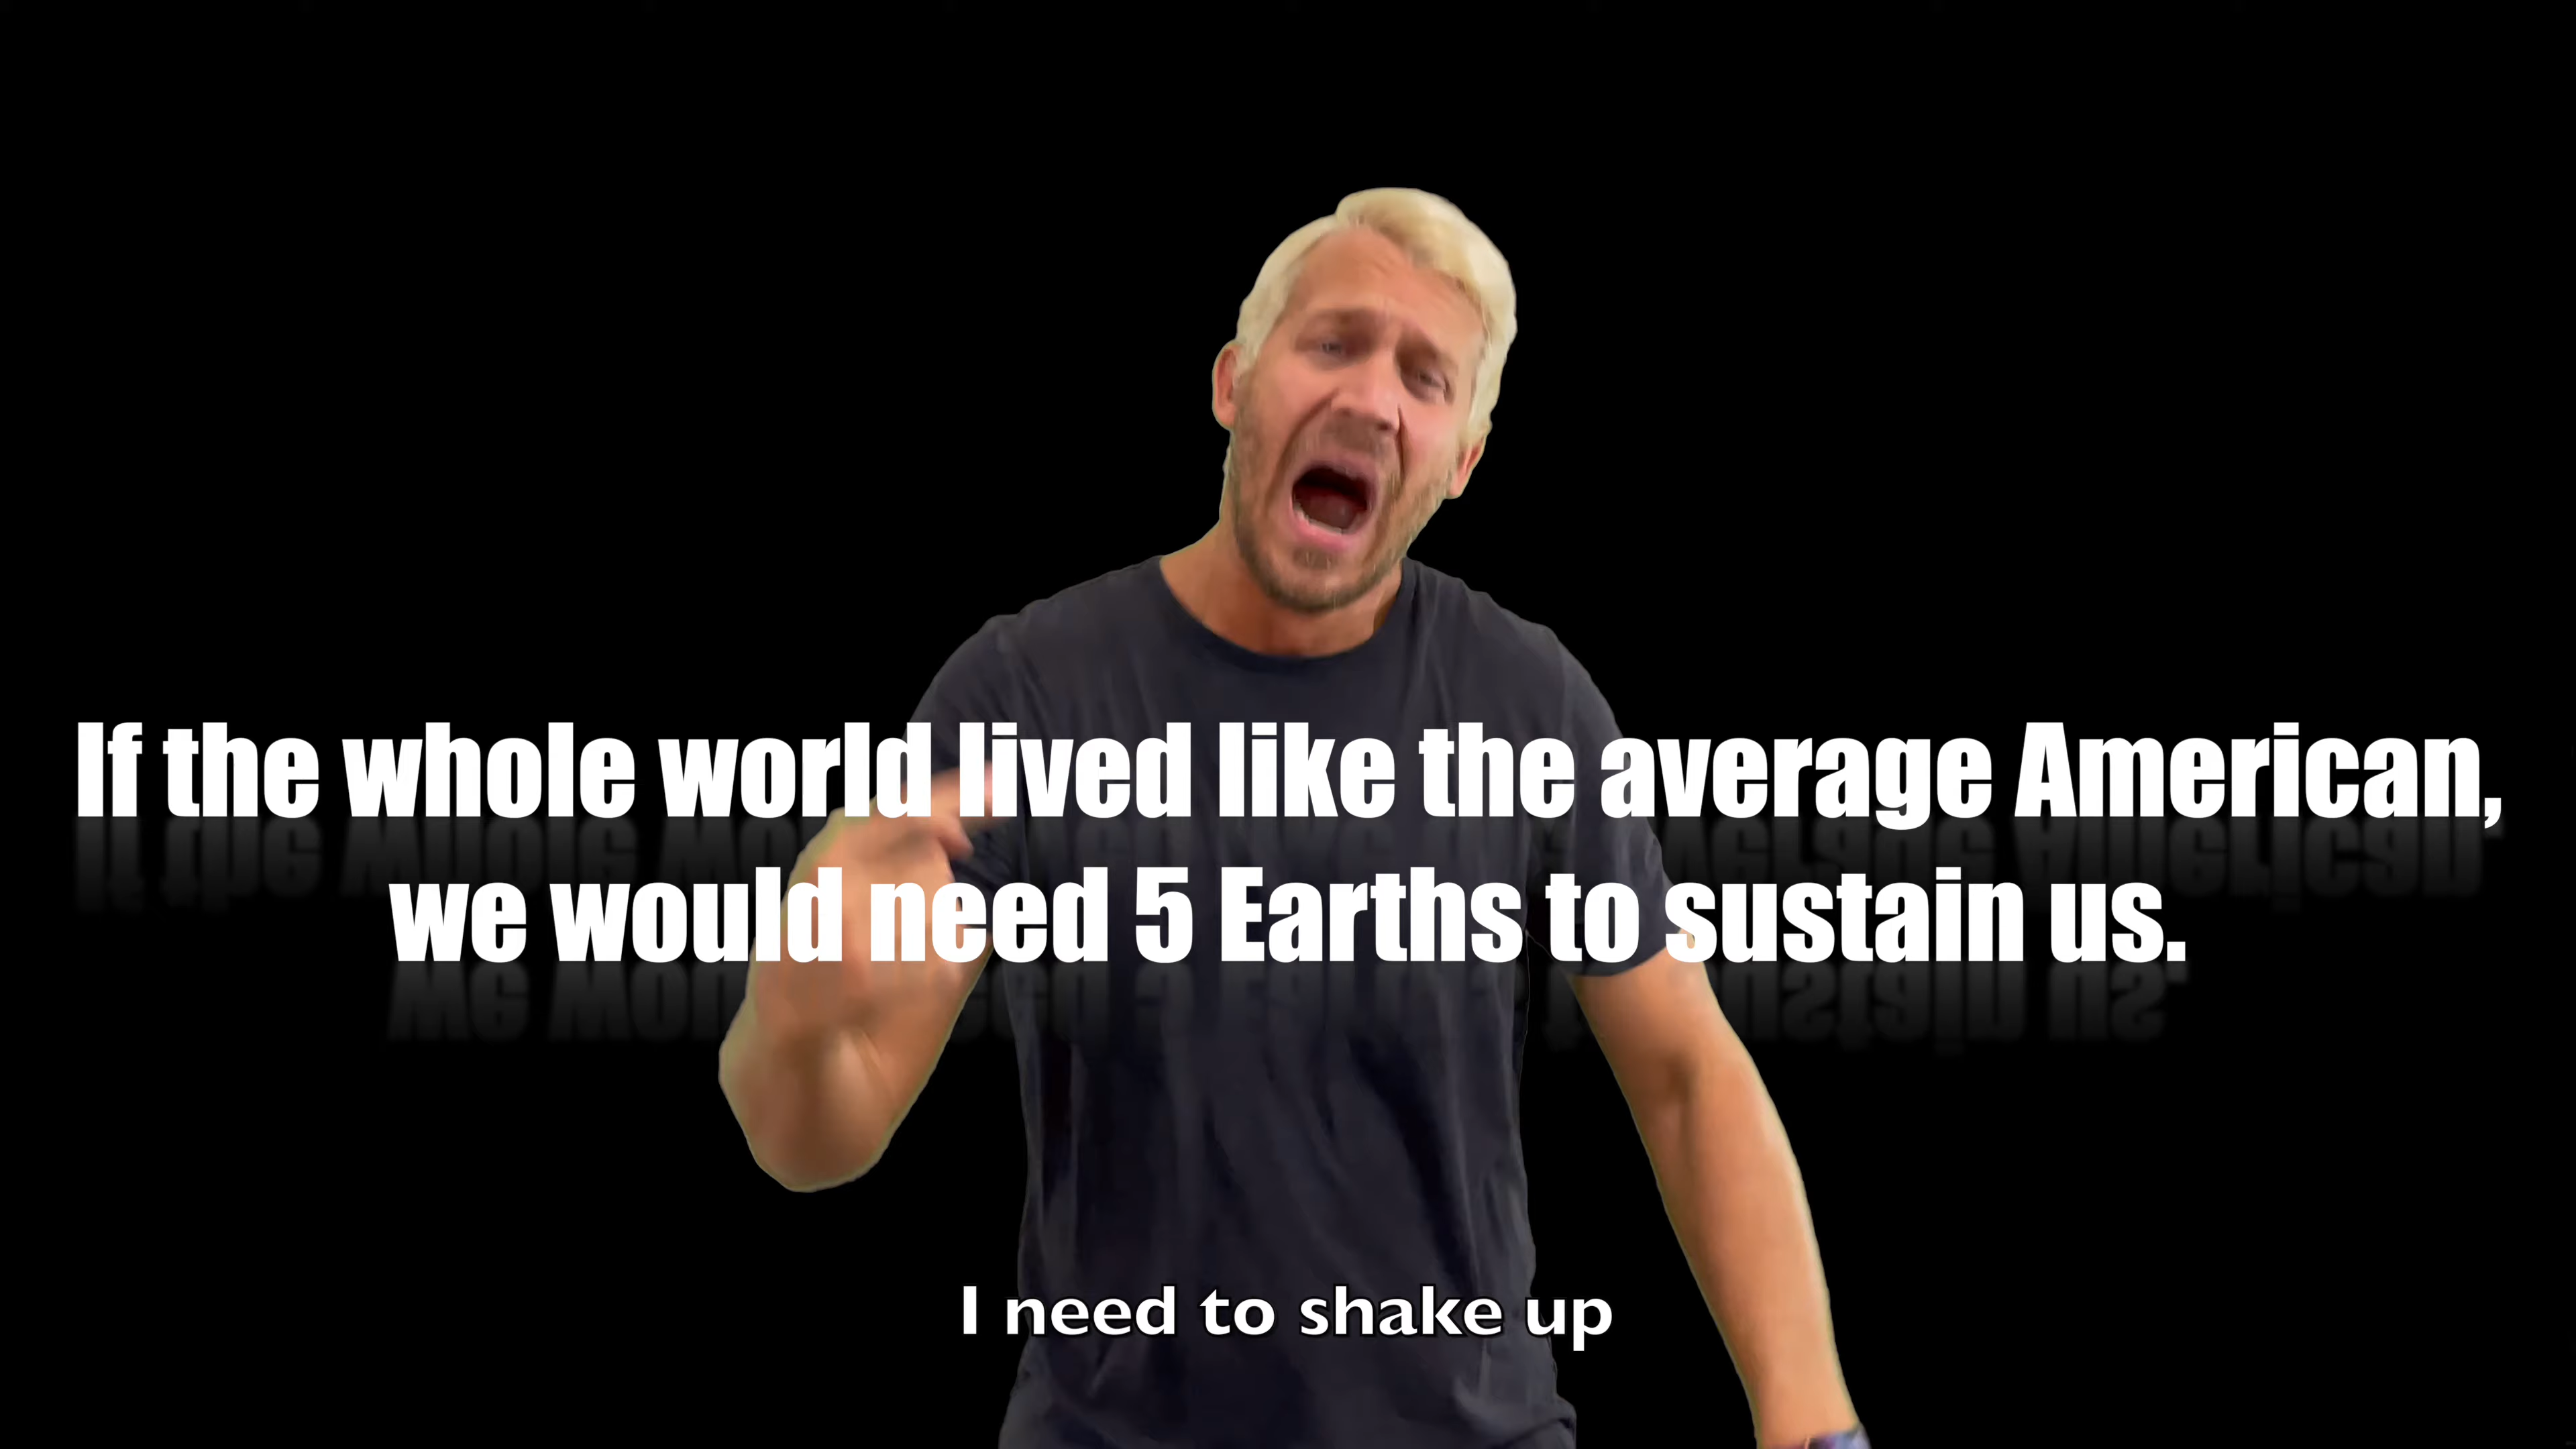 If the whole world lived like the average American,
we would need 5 Earths to sustain us.
I need to shake up